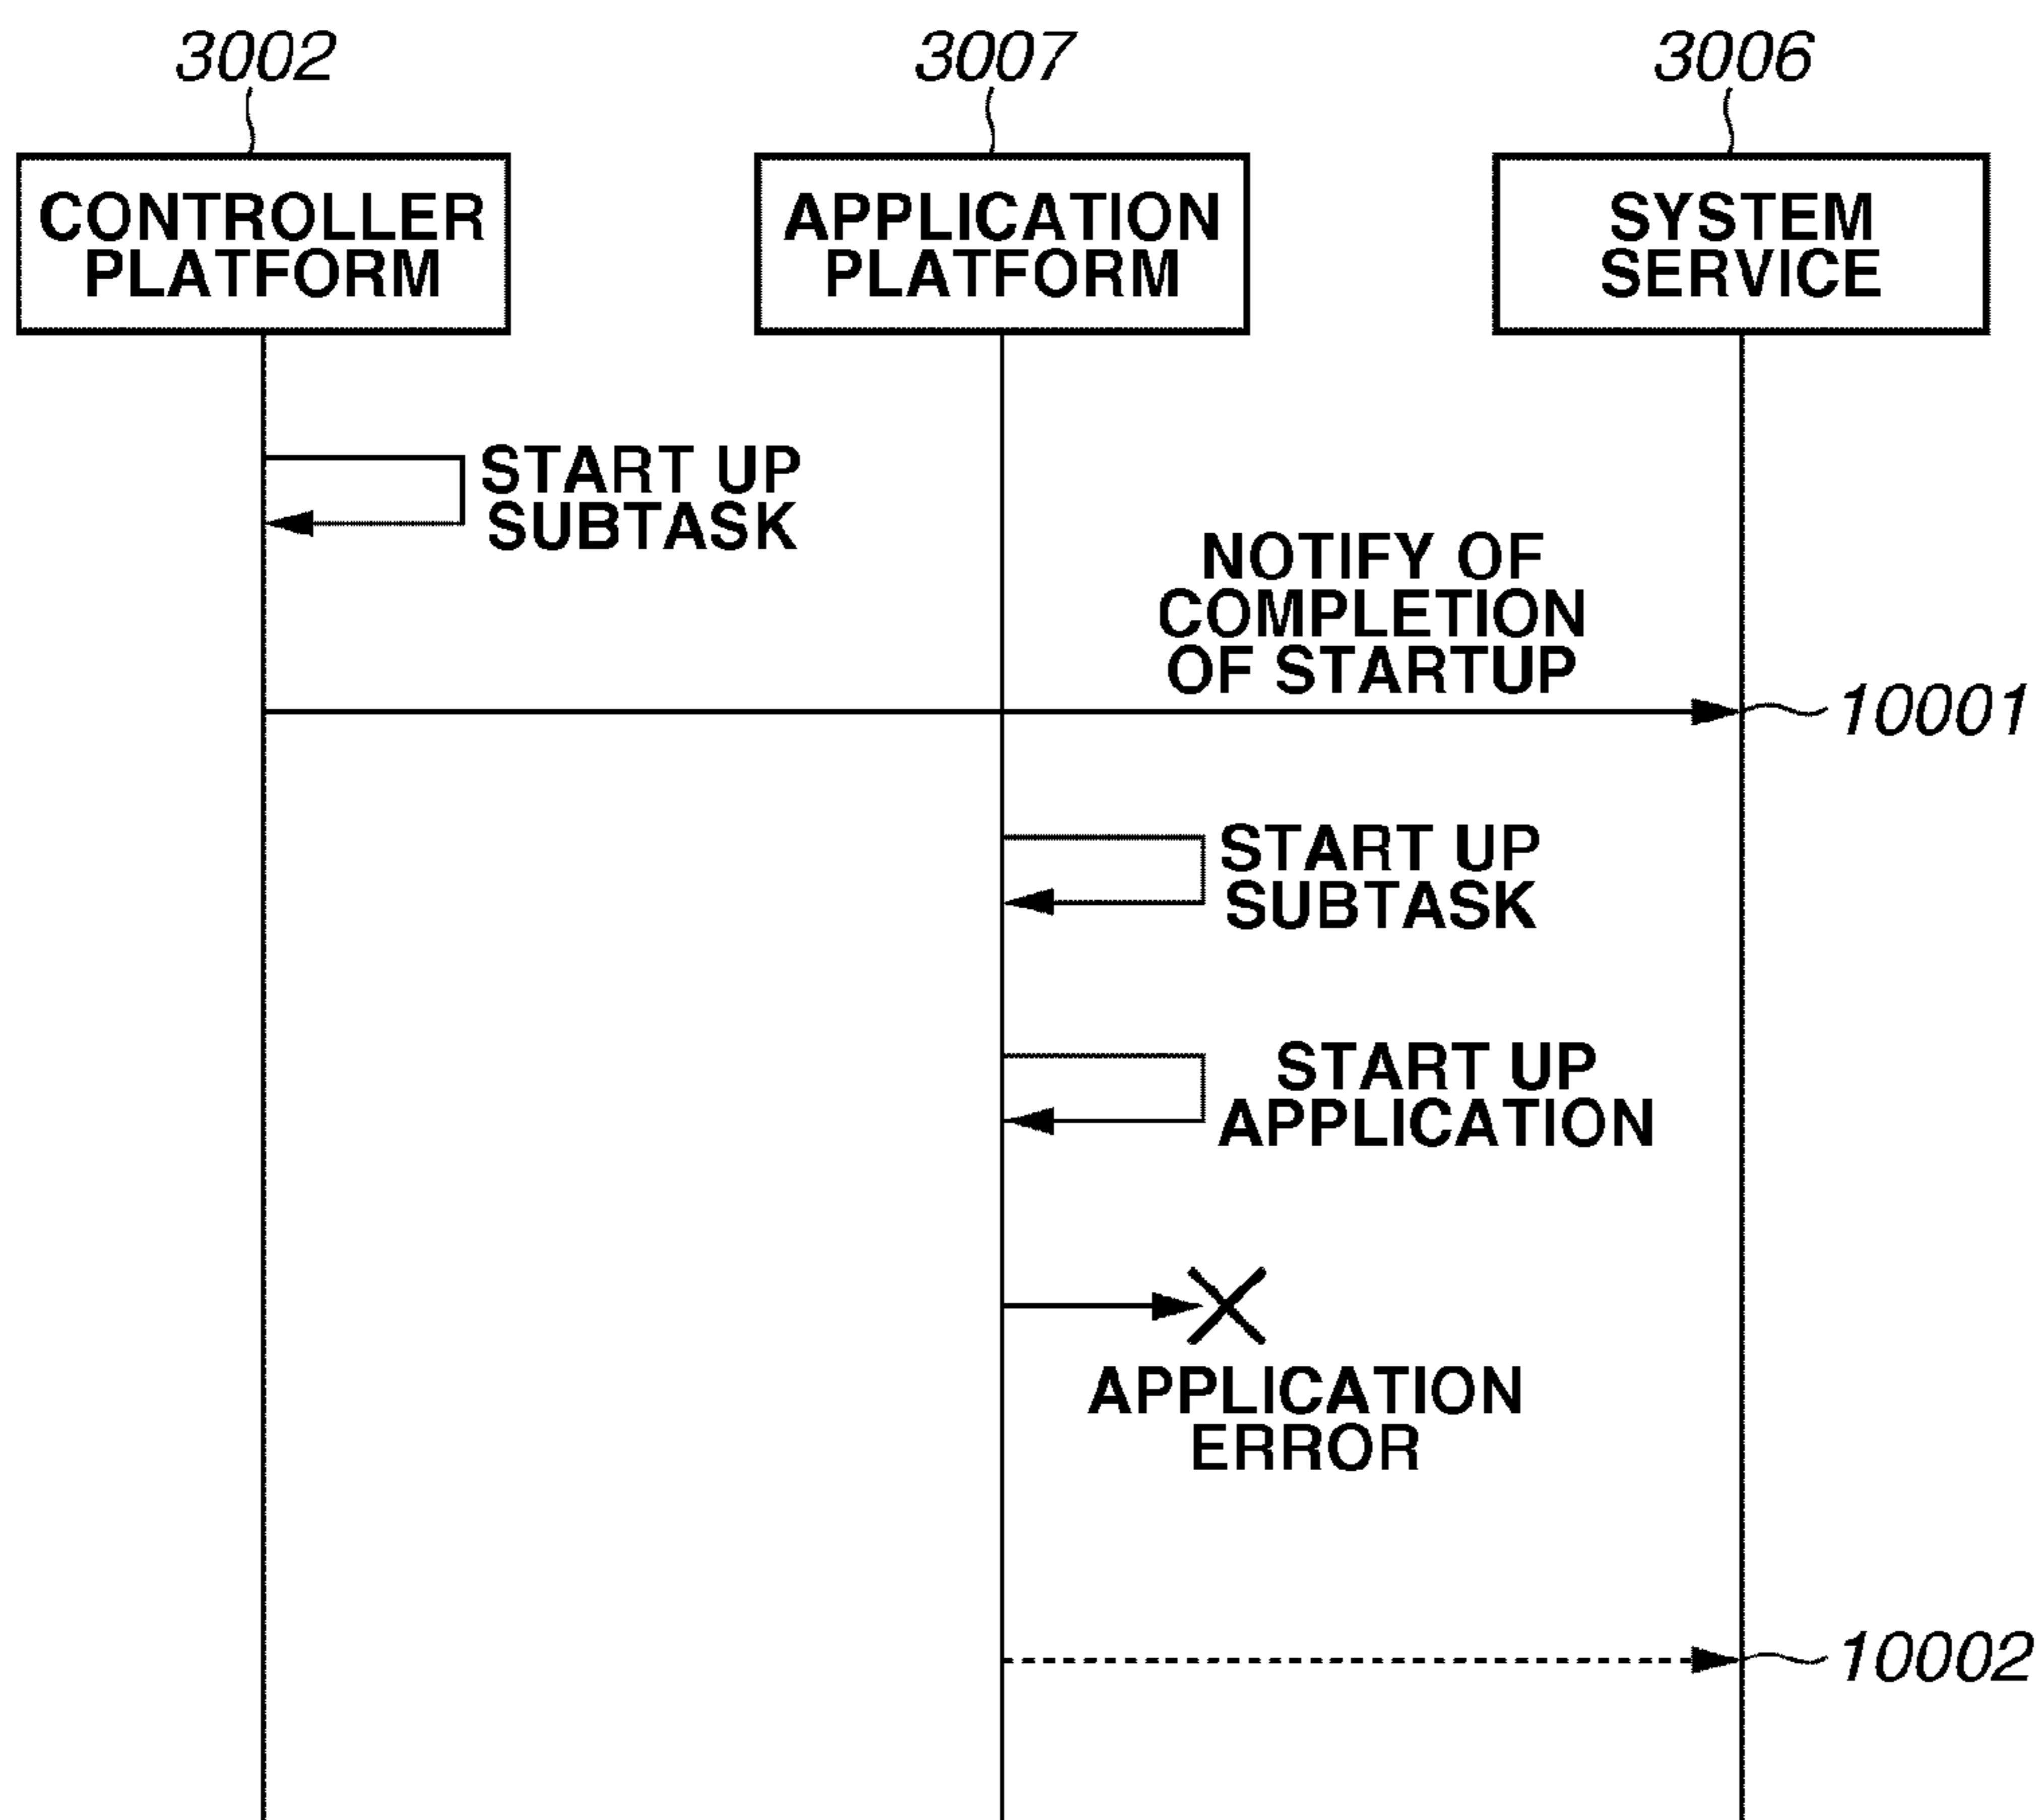 3002
3007
3006
CONTROLLER
PLATFORM
APPLICATION
PLATFORM
SYSTEM
SERVICE
START UP
SUBTASK
NOTIFY OF
COMPLETION
OF STARTUP
10001
START UP
SUBTASK
START UP
APPLICATION
APPLICATION
ERROR
10002